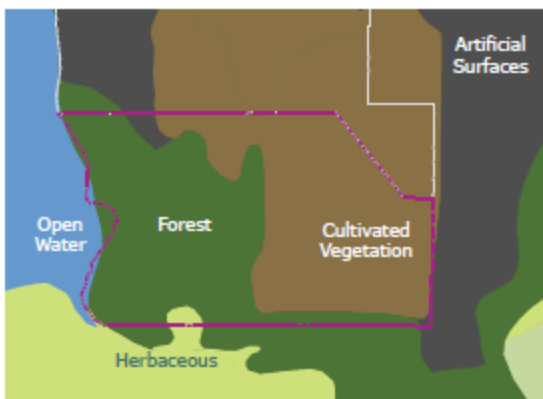 Artificial
Surfaces
Open
Water
Forest
Cultivated
Vegetation
Herbaceous